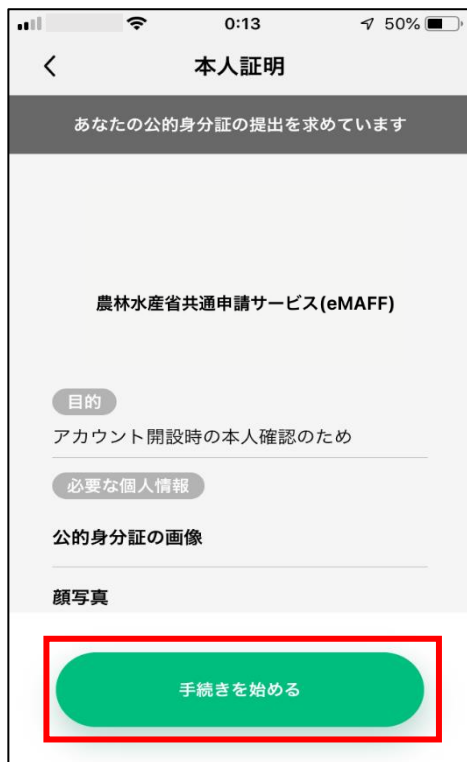 0:13
50%
本人証明
あなたの公的身分証の提出を求めています
農林水産省共通申請サービス(eMAFF)
目的
アカウント開設時の本人確認のため
必要な個人情報
公的身分証の画像
顔写真
手続きを始める